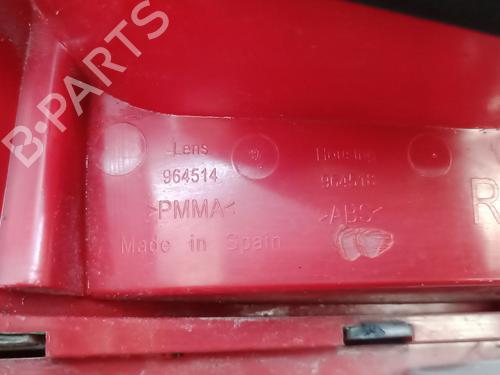 B-PARTS
Lens
964514
>PMMA<
Made in Spain
Housing
>ABS<
R